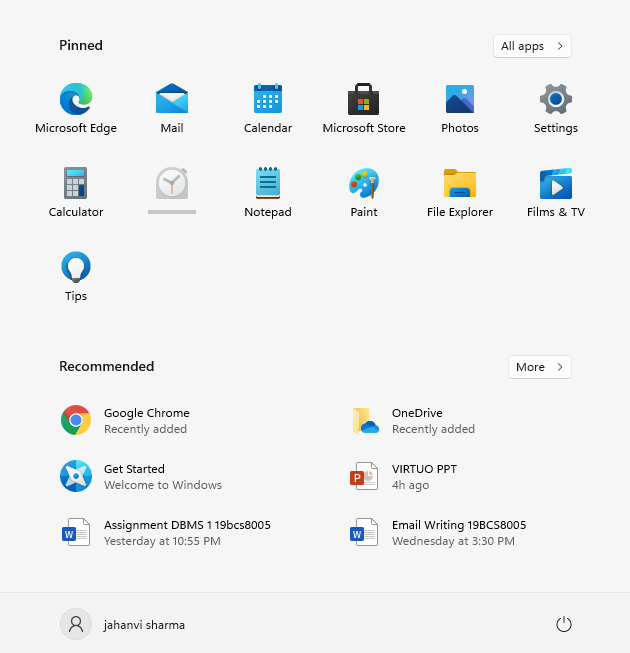 Pinned
All apps
Microsoft Edge
Mail
Calendar
Microsoft Store
Photos
Settings
Calculator
Notepad
Paint
File Explorer
Films & TV
Tips
Recommended
More
Google Chrome
Recently added
OneDrive
Recently added
Get Started
Welcome to Windows
VIRTUO PPT
4h ago
Assignment DBMS 1 19bcs8005
Yesterday at 10:55 PM
Email Writing 19BCS8005
Wednesday at 3:30 PM
jahanvi sharma